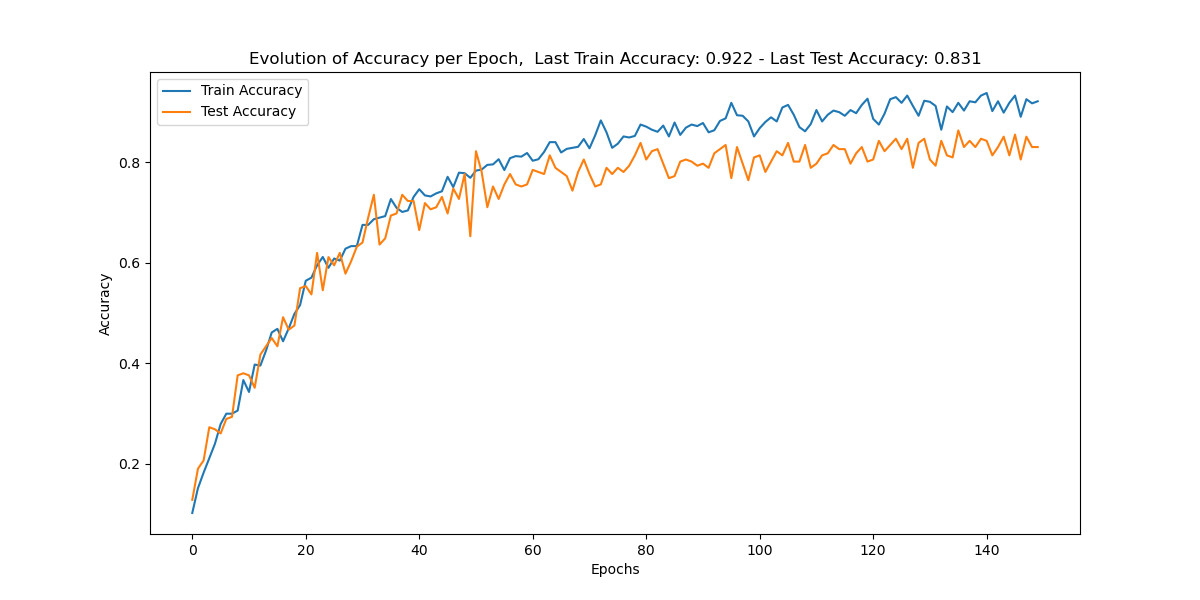 Evolution of Accuracy per Epoch,  Last Train Accuracy: 0.922 - Last Test Accuracy: 0.831
Train Accuracy
Test Accuracy
Accuracy
0.8
0.6
0.4
0.2
0 20 40 60 80 100 120 140
Epochs